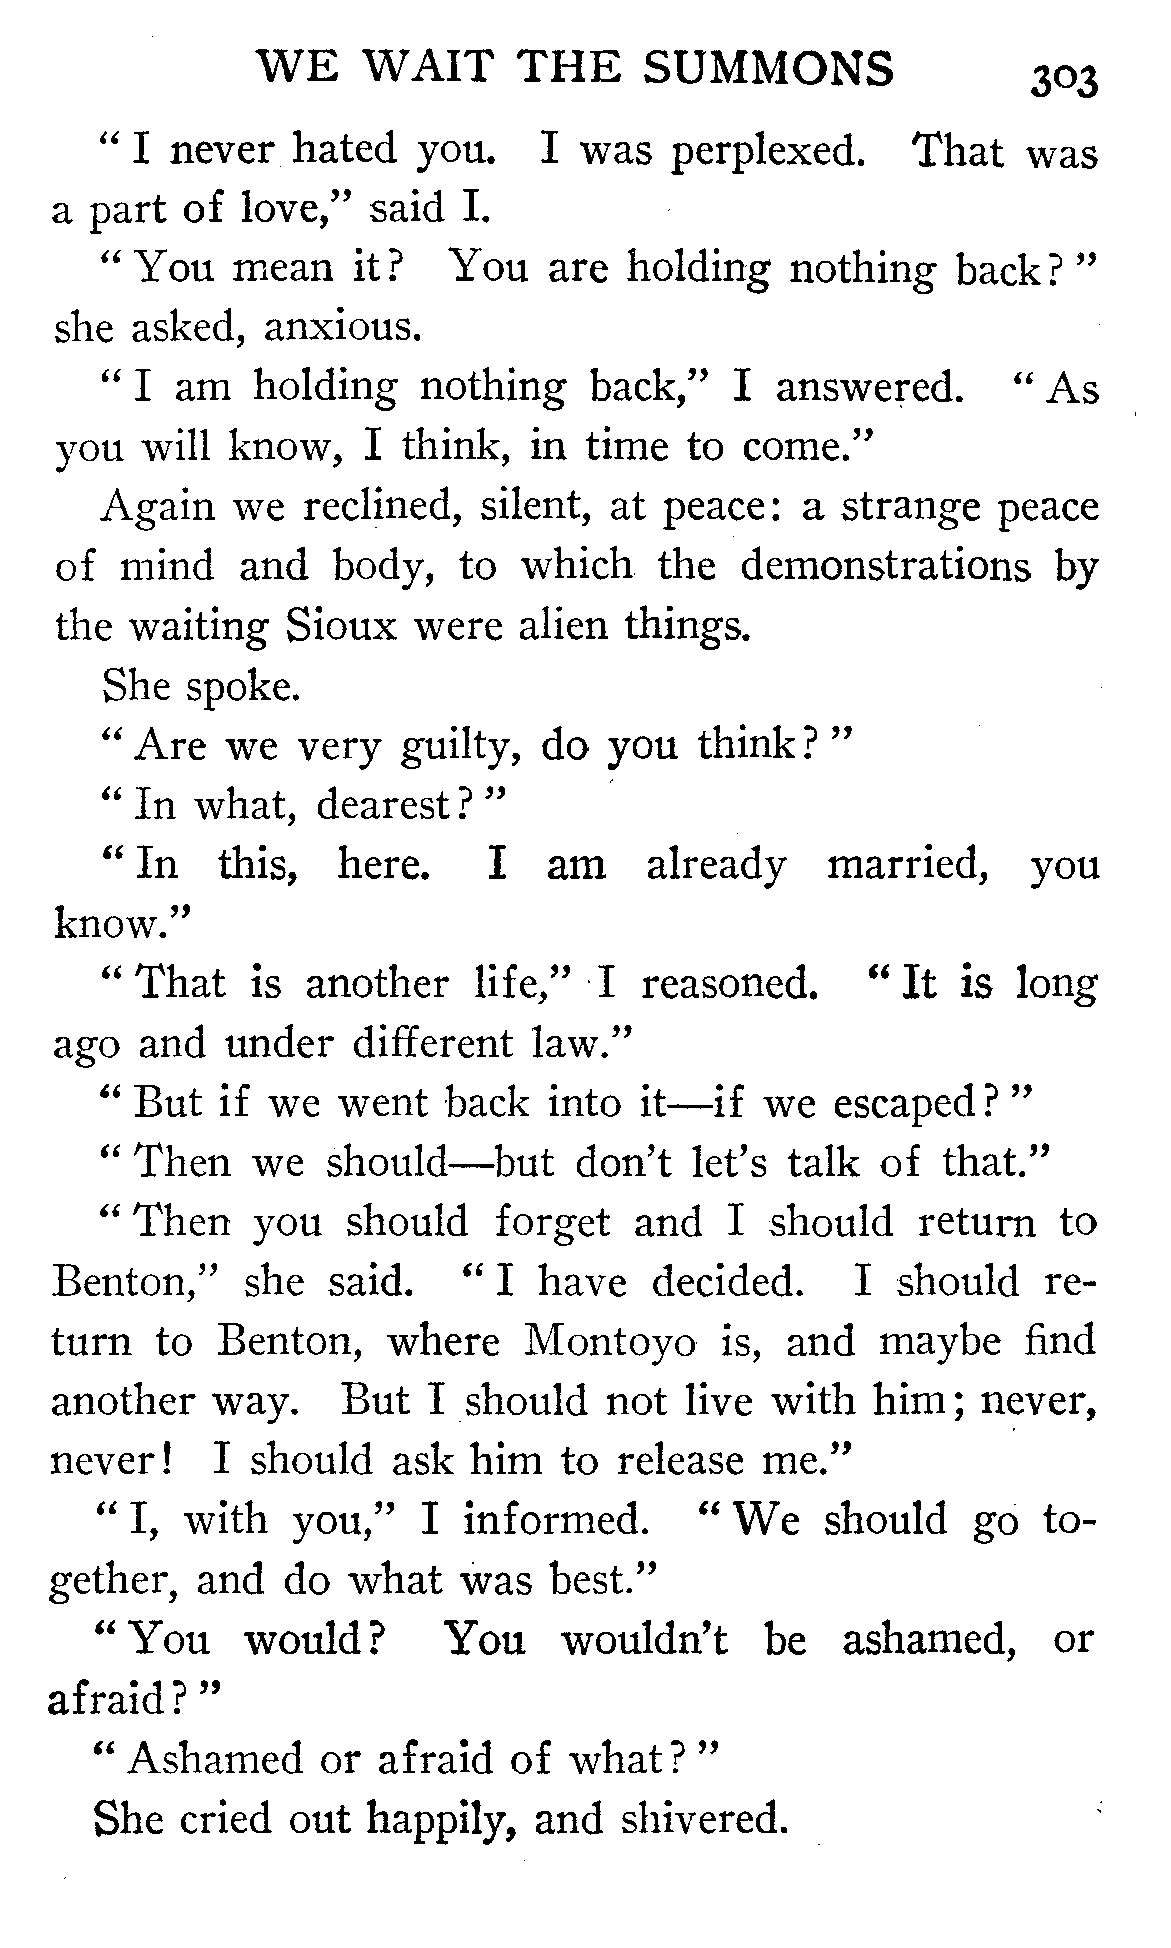 WE WAIT THE SUMMONS 303
" I never hated you. I was perplexed. That was
a part of love," said I.
" You mean it? You are holding nothing back? "
she asked, anxious.
" I am holding nothing back," I answered. " As
you will know, I think, in time to come."
Again we reclined, silent, at peace: a strange peace
of mind and body, to which the demonstrations by
the waiting Sioux were alien things.
She spoke.
" Are we very guilty, do you think? "
" In what, dearest? "
" In this, here. I am already married, you
know."
" That is another life," I reasoned. " It is long
ago and under different law."
" But if we went back into it—if we escaped? "
" Then we should—but don't let's talk of that."
" Then you should forget and I should return to
Benton," she said. " I have decided. I should re-
turn to Benton, where Montoyo is, and maybe find
another way. But I should not live with him; never,
never! I should ask him to release me."
" I, with you," I informed. " We should go to-
gether, and do what was best."
" You would? You wouldn't be ashamed, or
afraid? "
" Ashamed or afraid of what? "
She cried out happily, and shivered.